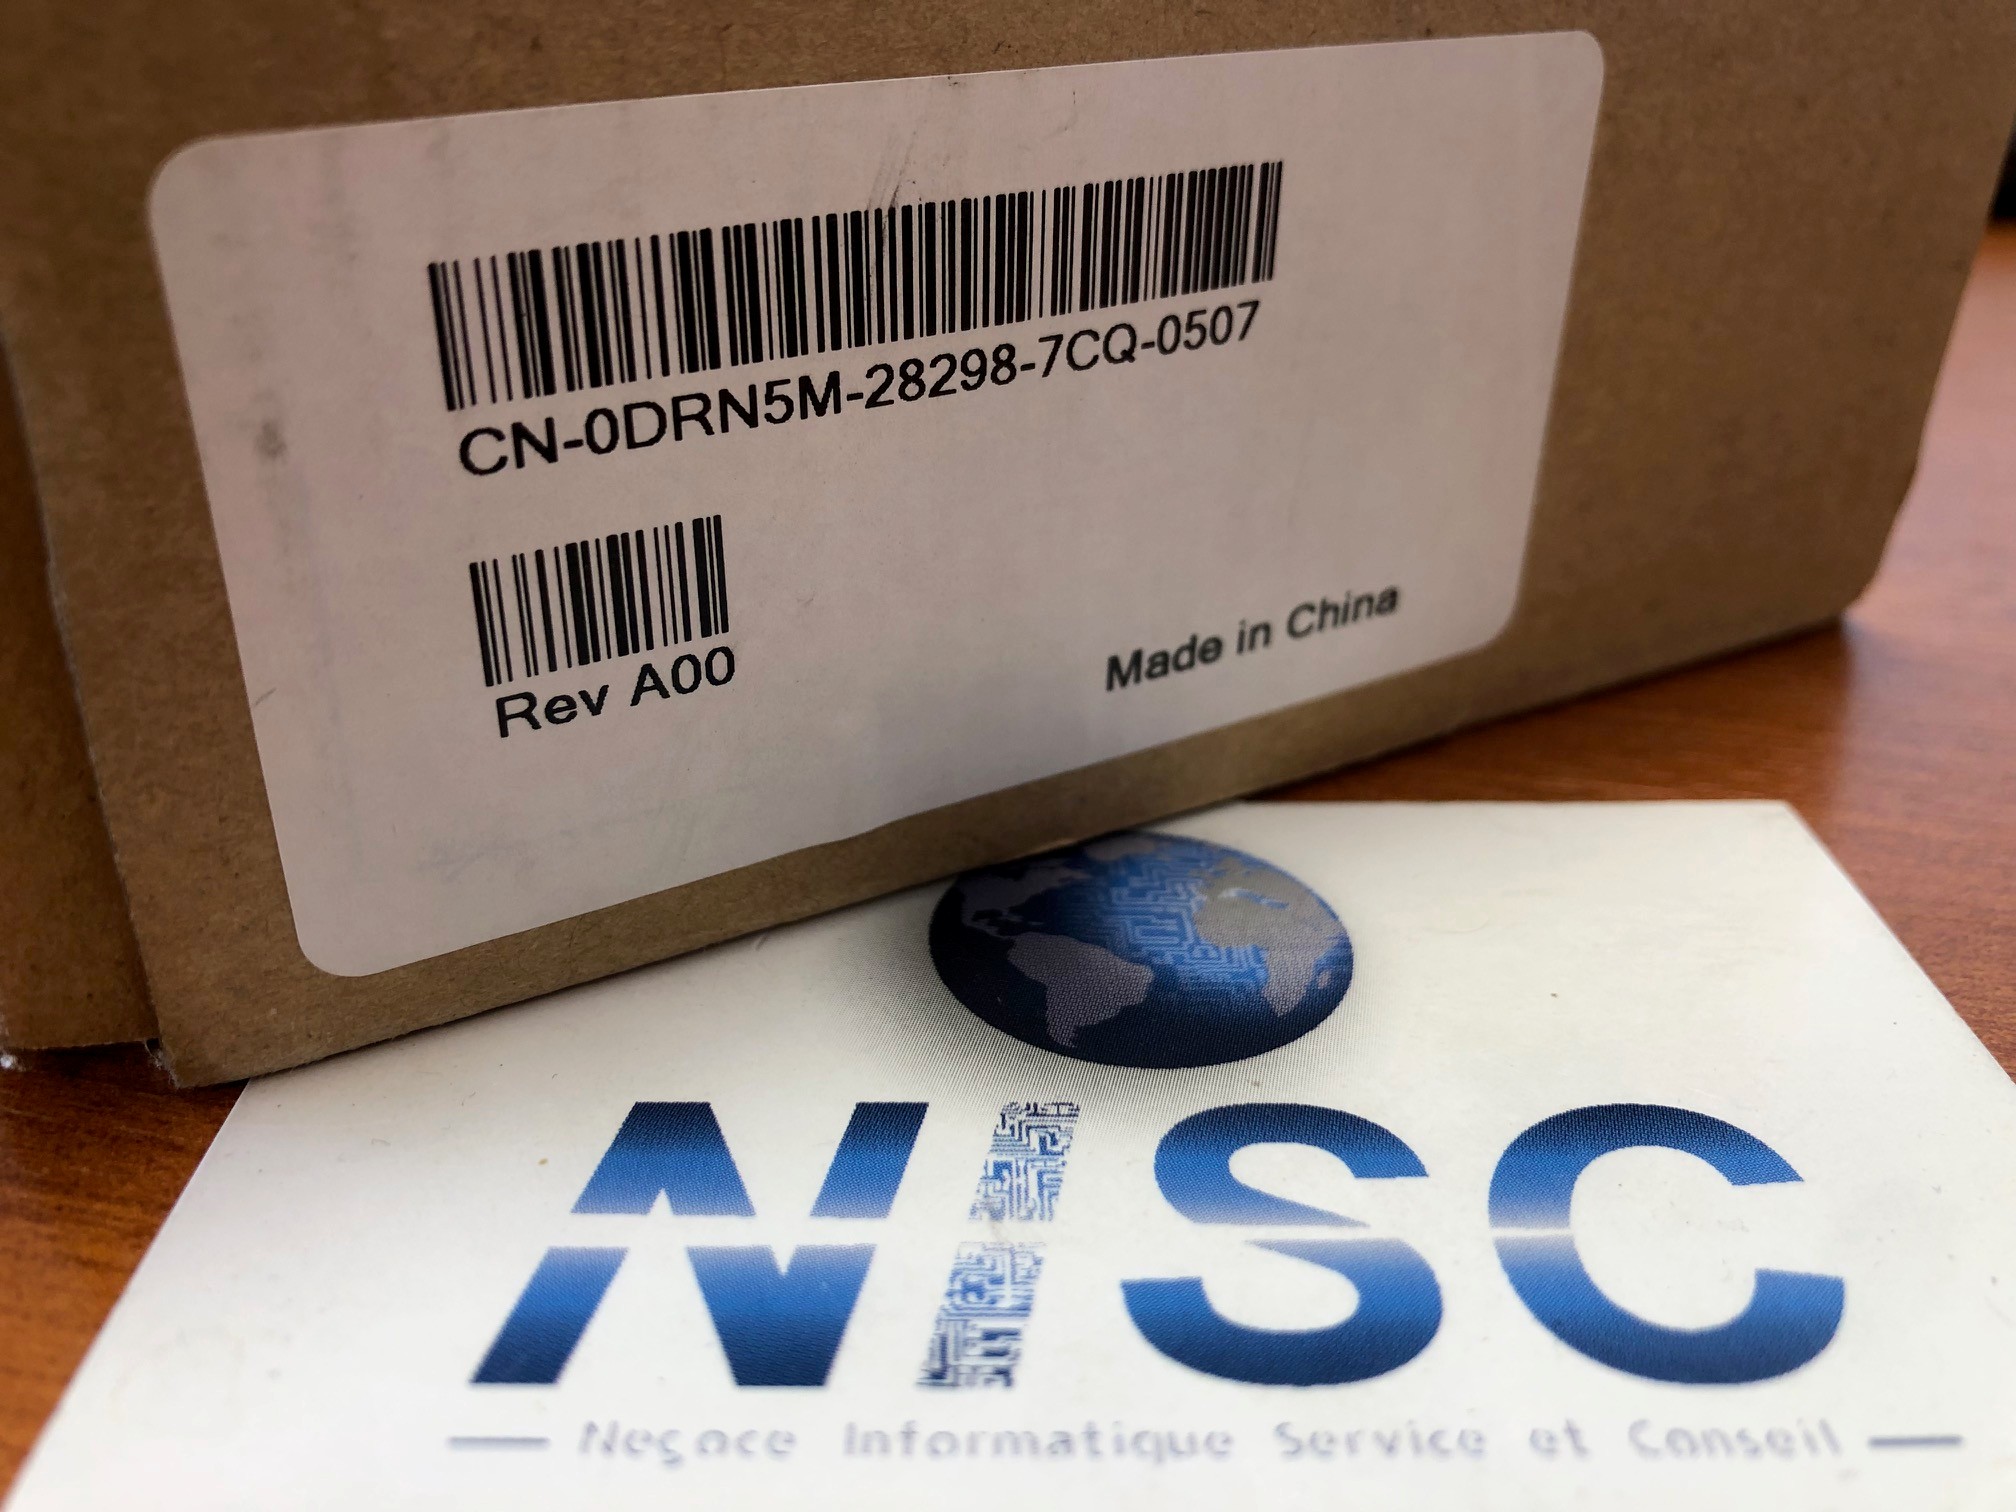 CN-0DRN5M-28298-7CQ-0507
Rev A00
Made in China
NISC
Negoce Informatique Service et Conseil